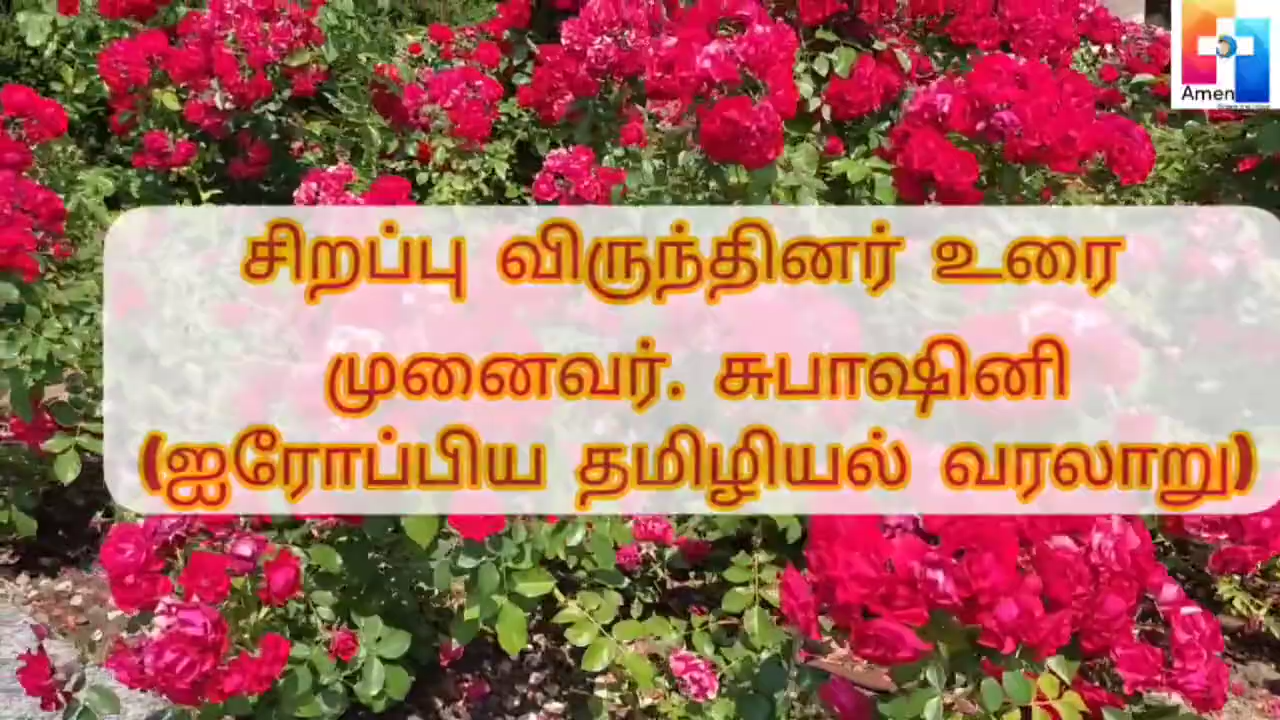 Amen
சிறப்பு விருந்தினர் உரை
முனைவர். சுபாஷினி
(ஐரோப்பிய தமிழியல் வரலாறு)